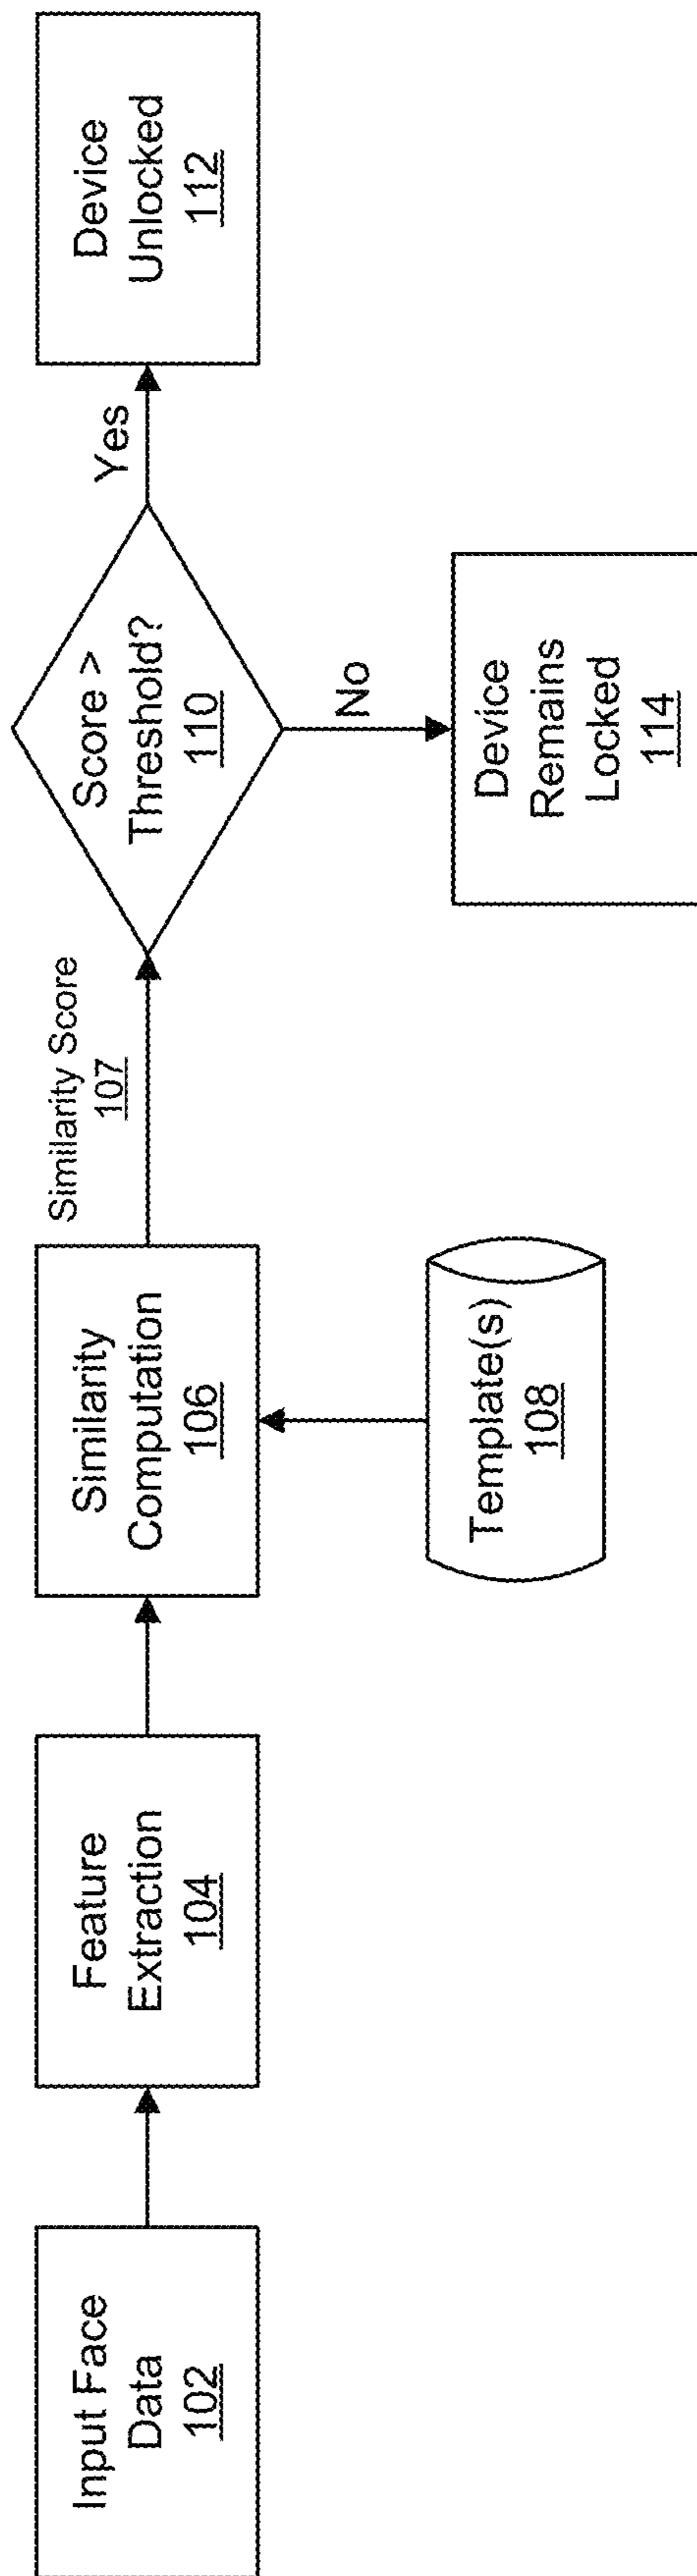 Input Face
Data
102
Feature
Extraction
104
Similarity
Computation
106
Template(s)
108
Similarity Score
107
Score >
Threshold?
110
Yes
Device
Unlocked
112
No
Device
Remains
Locked
114